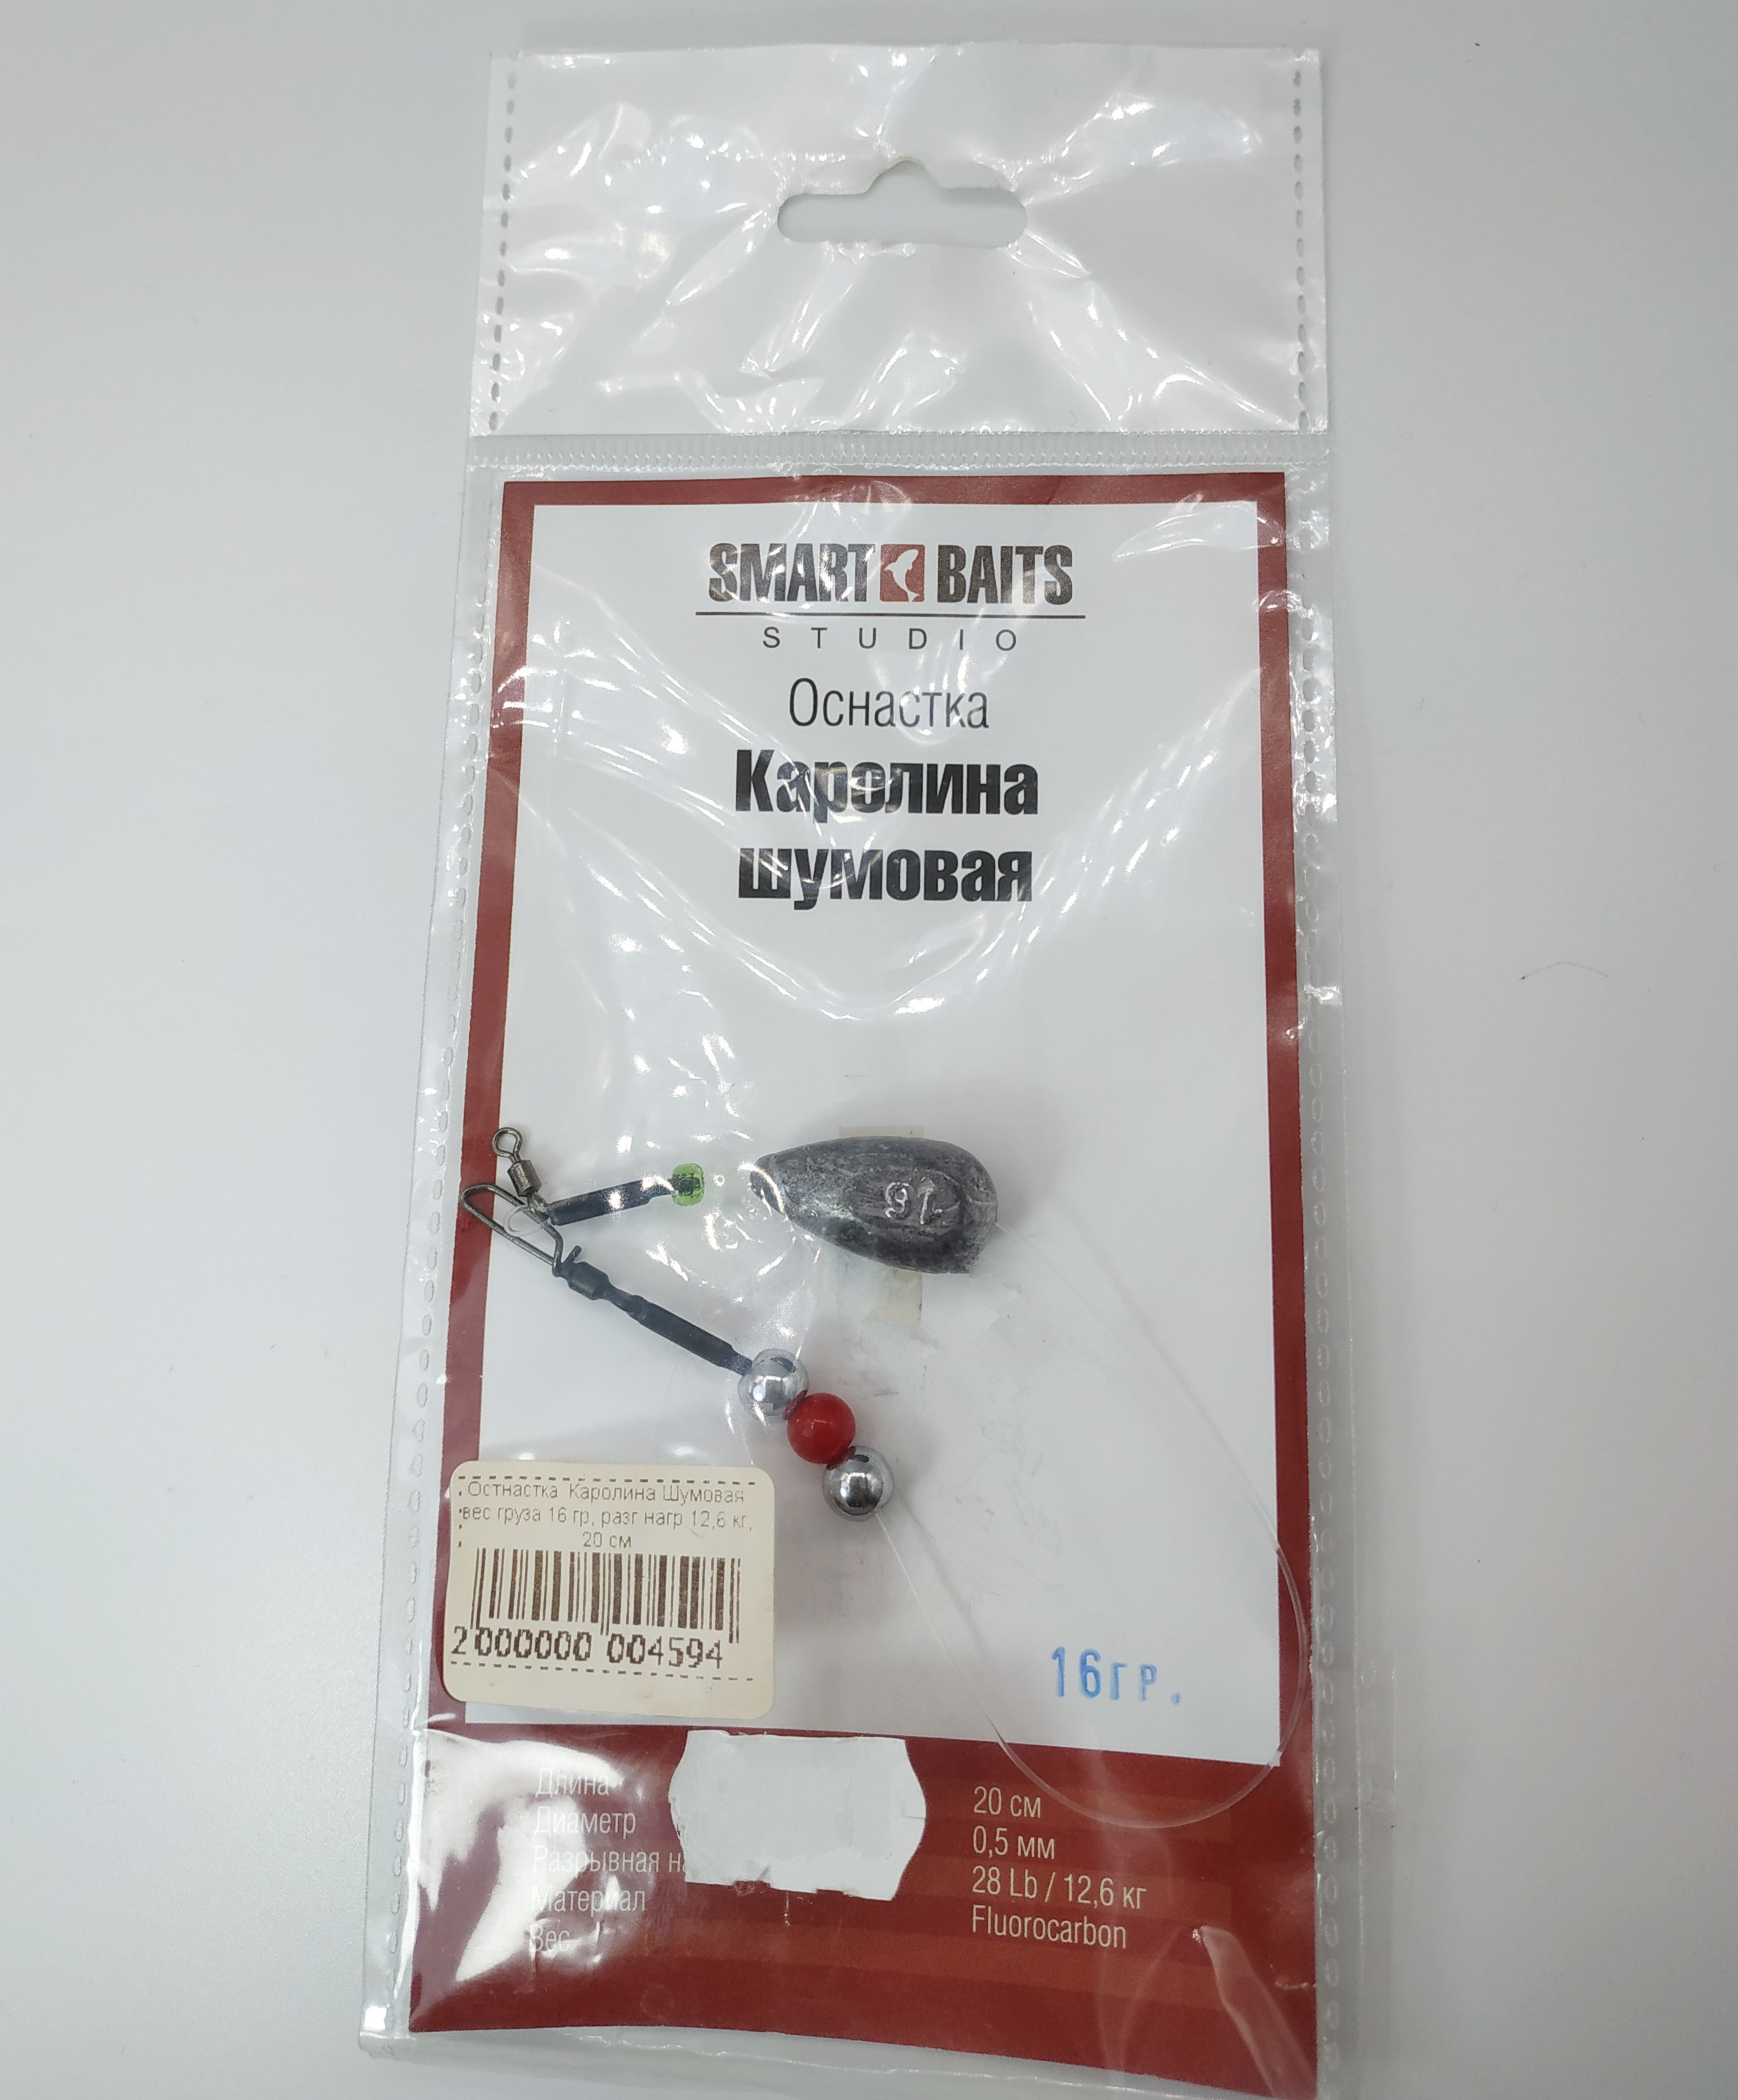 SMART BAITS
STUDIO
Оснастка
Каролина
шумовая
16
Остнастка Каролина Шумовая
вес груза 16 гр, разг нагр 12,6 кг,
20 см
2 000000 004594
16ГР.
Длина 20 см
Диаметр 0,5 мм
Разрывная 28 Lb / 12,6 кг
Материал Fluorocarbon
Вес